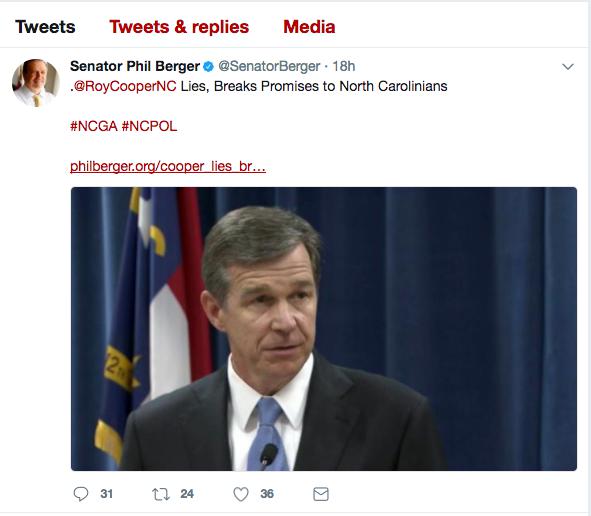 Tweets Tweets & replies Media
Senator Phil Berger @SenatorBerger · 18h
.@RoyCooperNC Lies, Breaks Promises to North Carolinians
#NCGA #NCPOL
philberger.org/cooper_lies_br…
12TH
31 24 36